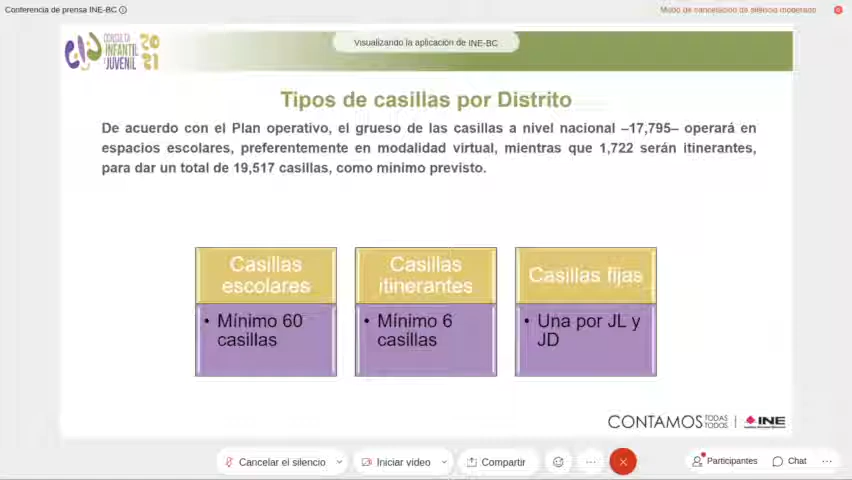 Conferencia de prensa INE-BC
Modo de cancelación de silencio moderado
Visualizando la aplicación de INE-BC
CONSULTA
INFANTIL
Y JUVENIL
20
21
Tipos de casillas por Distrito
De acuerdo con el Plan operativo, el grueso de las casillas a nivel nacional –17,795– operará en
espacios escolares, preferentemente en modalidad virtual, mientras que 1,722 serán itinerantes,
para dar un total de 19,517 casillas, como mínimo previsto.
Casillas
escolares
• Mínimo 60
casillas
Casillas
itinerantes
• Mínimo 6
casillas
Casillas fijas
• Una por JL y
JD
CONTAMOS TODAS
TODOS
INE
Cancelar el silencio
Iniciar video
Compartir
Participantes
Chat